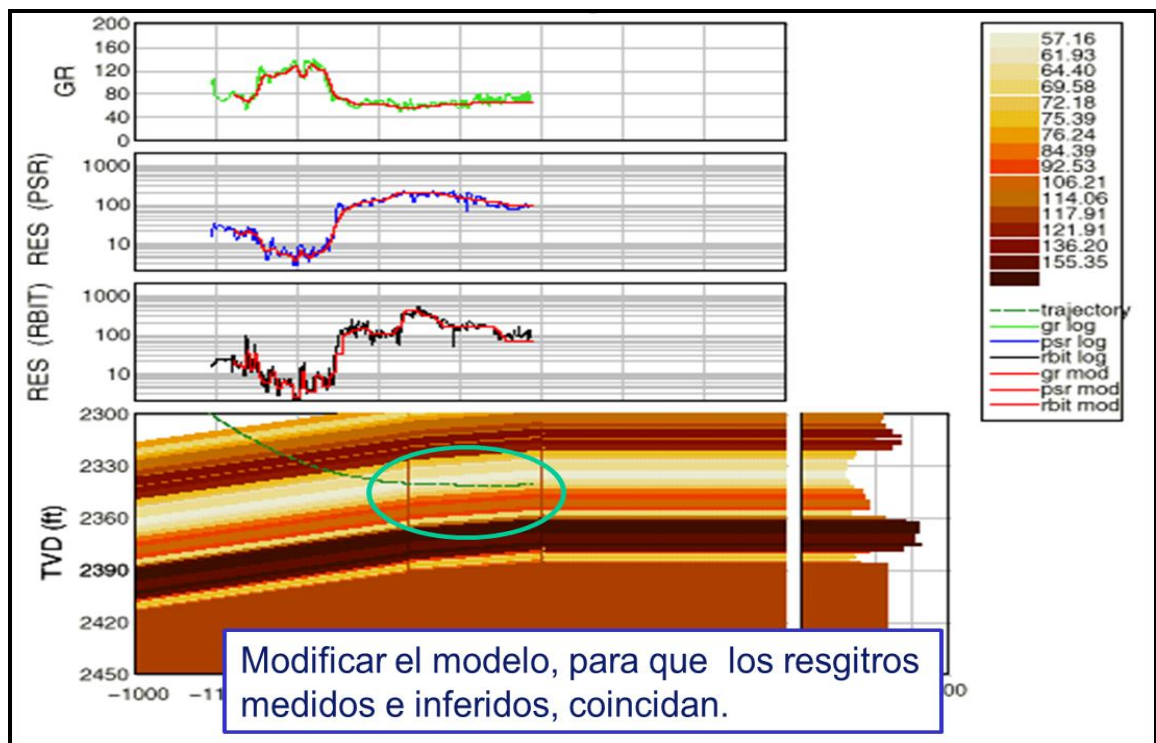 200
160
120
80
40
0
GR
1000
100
10
RES (PSR)
1000
100
10
RES (RBIT)
2300
2330
2360
2390
2420
2450
TVD (ft)
-1000
57.16
61.93
64.40
69.58
72.18
75.39
76.24
84.39
92.53
106.21
114.06
117.91
121.91
136.20
155.35
trajectory
gr log
psr log
rbit log
gr mod
psr mod
rbit mod
Modificar el modelo, para que los resgitros
medidos e inferidos, coincidan.